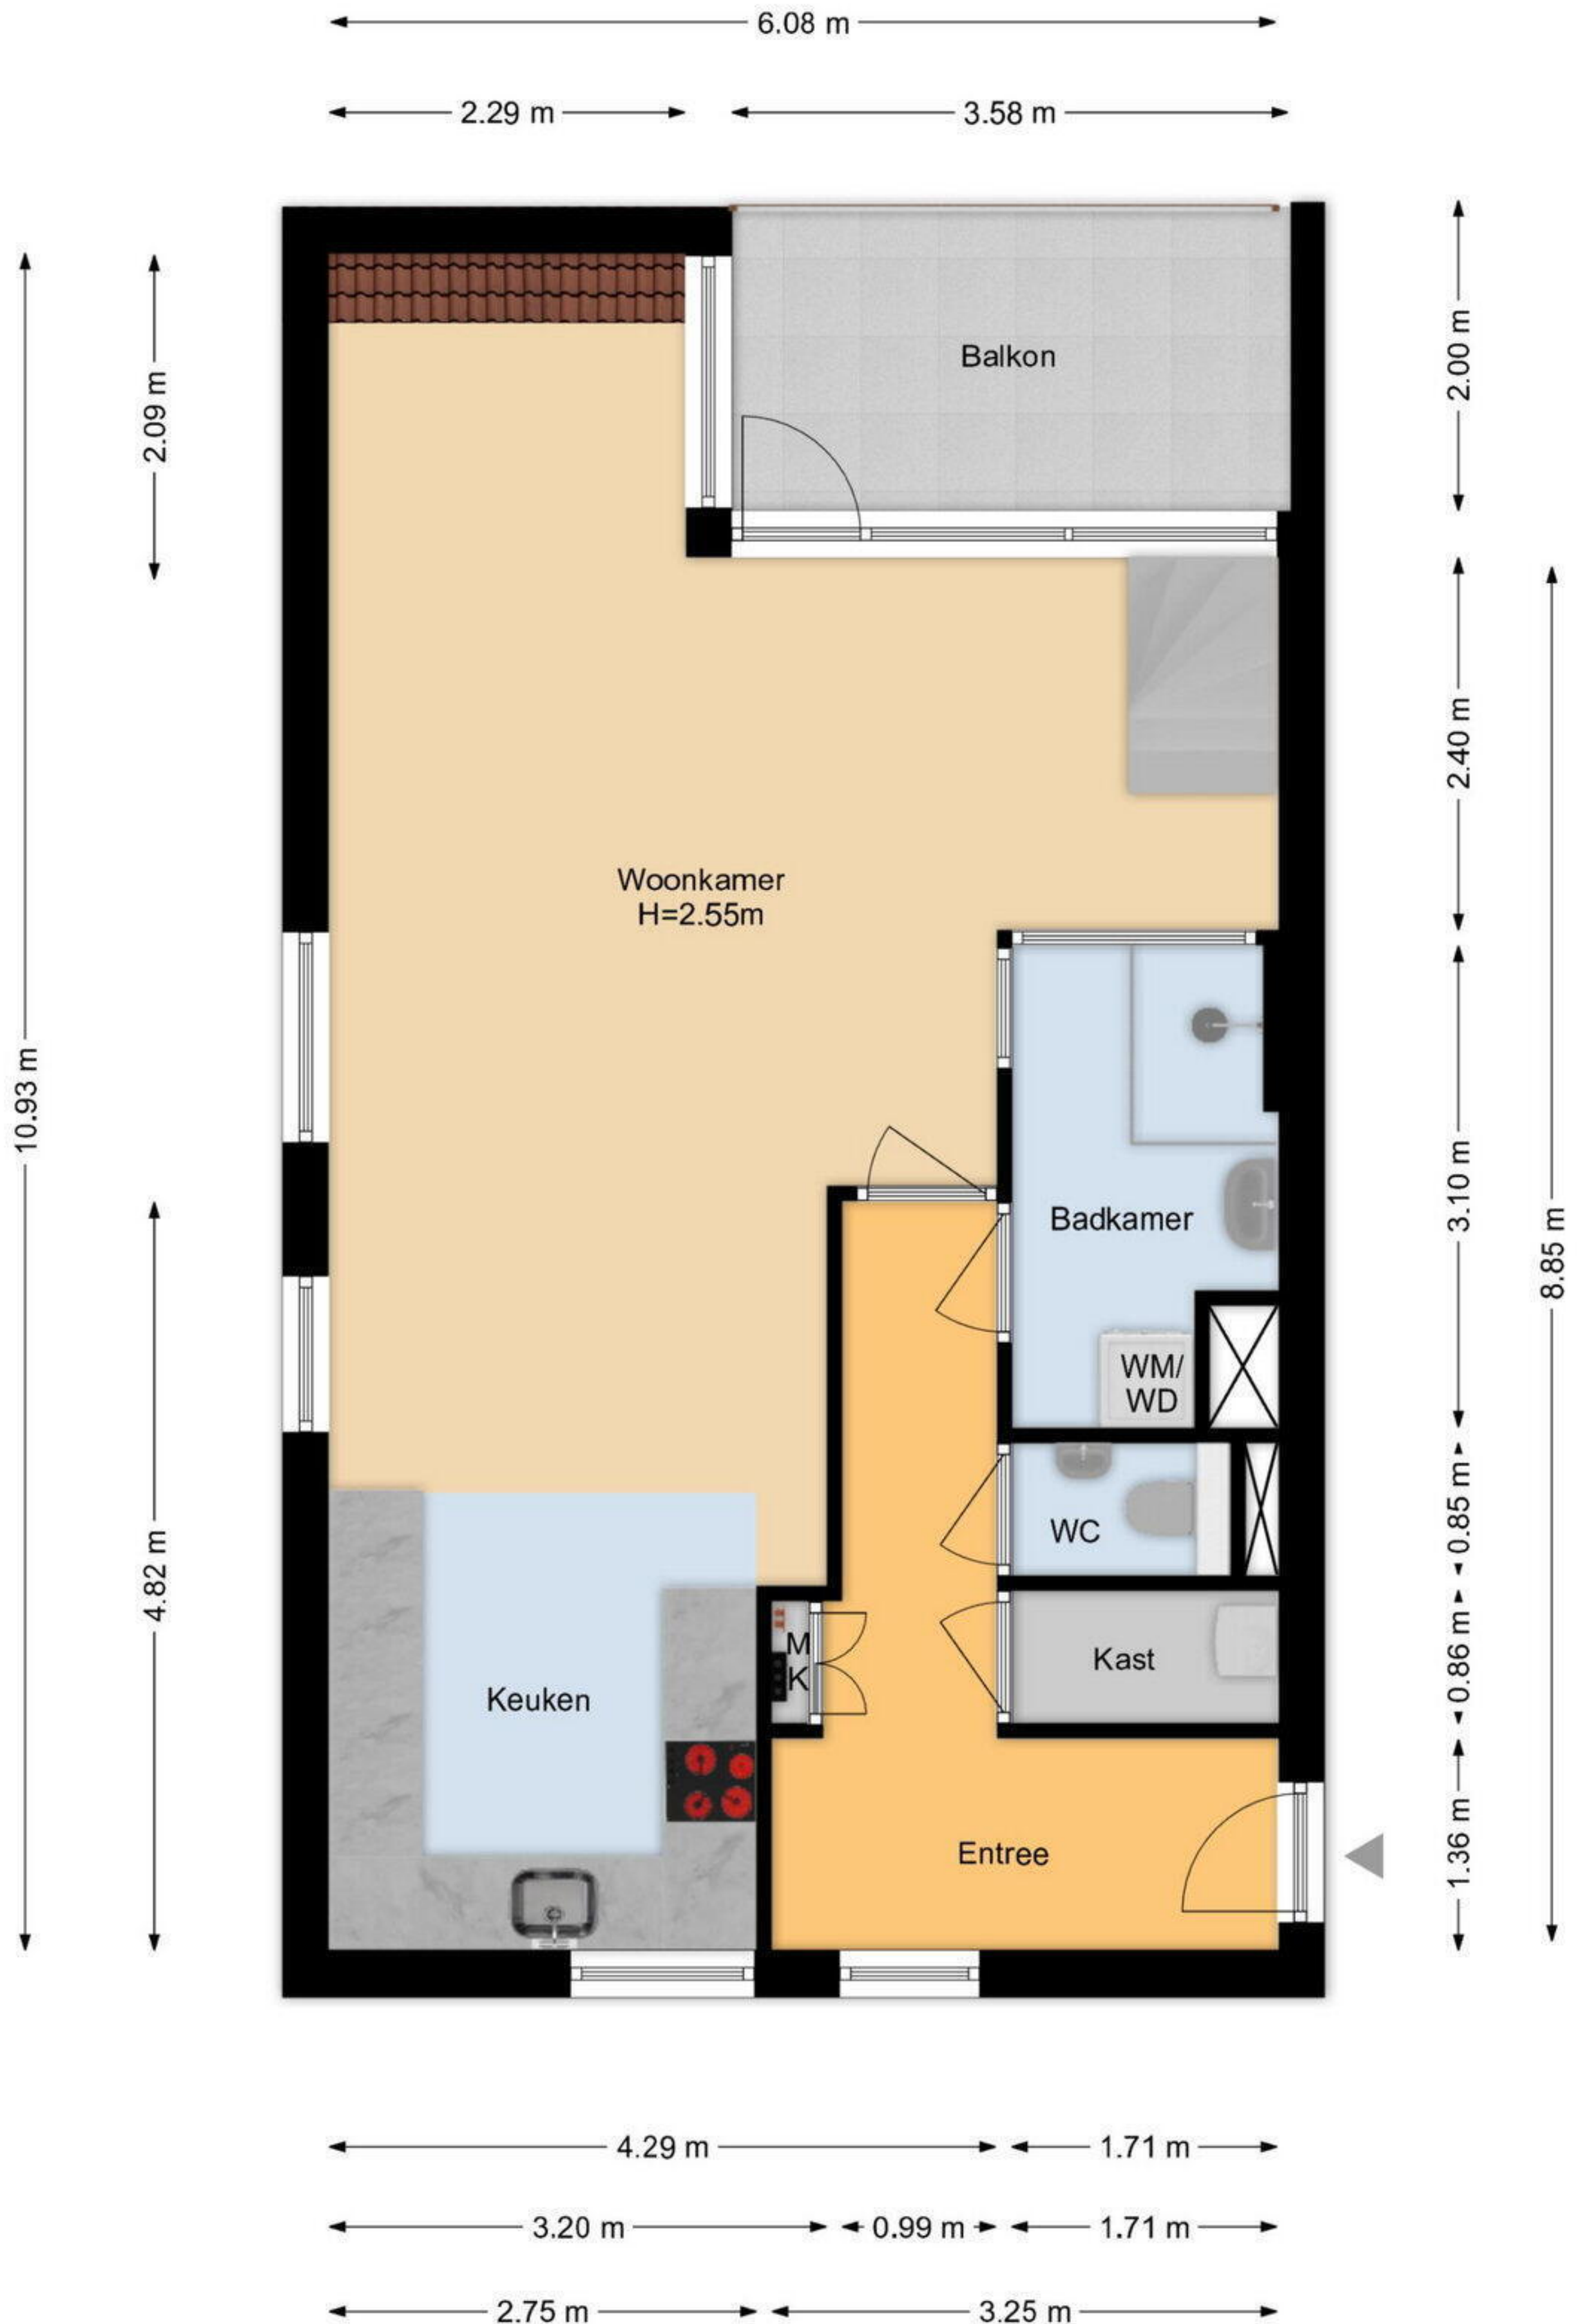 6.08 m
2.29 m
3.58 m
Balkon
2.00 m
2.09 m
2.40 m
Woonkamer
H=2.55m
10.93 m
3.10 m
8.85 m
Badkamer
WM/
WD
0.85 m
WC
4.82 m
0.86 m
M
K
Kast
Keuken
1.36 m
Entree
4.29 m
1.71 m
3.20 m
0.99 m
1.71 m
2.75 m
3.25 m